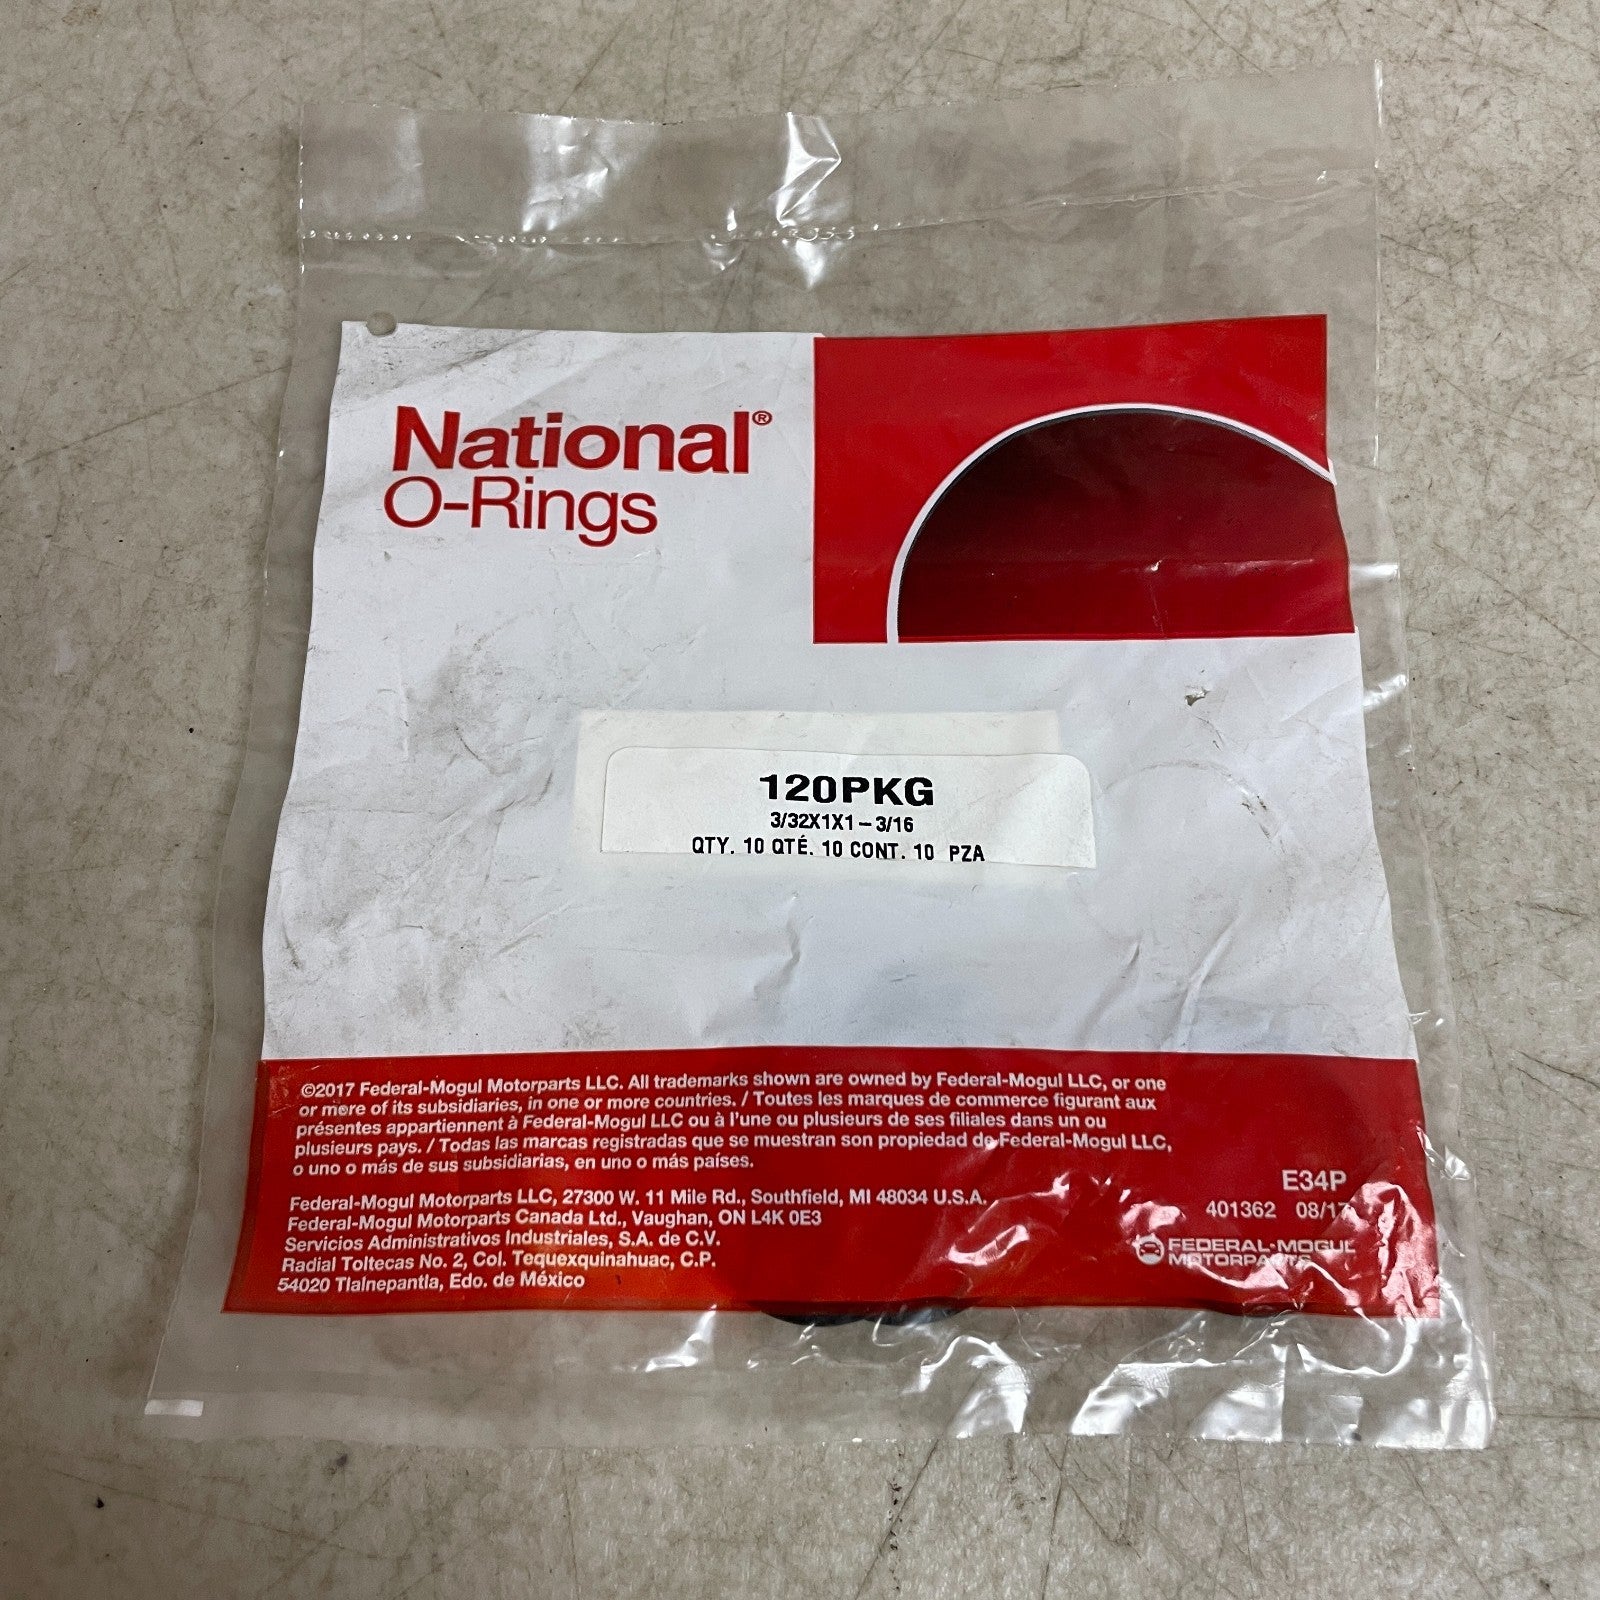 National®
O-Rings
120PKG
3/32X1X1-3/16
QTY. 10 QTÉ. 10 CONT. 10 PZA
©2017 Federal-Mogul Motorparts LLC. All trademarks shown are owned by Federal-Mogul LLC, or one
or more of its subsidiaries, in one or more countries. / Toutes les marques de commerce figurant aux
présentes appartiennent à Federal-Mogul LLC ou à l'une ou plusieurs de ses filiales dans un ou
plusieurs pays. / Todas las marcas registradas que se muestran son propiedad de Federal-Mogul LLC,
o uno o más de sus subsidiarias, en uno o más países.
Federal-Mogul Motorparts LLC, 27300 W. 11 Mile Rd., Southfield, MI 48034 U.S.A.
Federal-Mogul Motorparts Canada Ltd., Vaughan, ON L4K 0E3
Servicios Administrativos Industriales, S.A. de C.V.
Radial Toltecas No. 2, Col. Tequexquinahuac, C.P.
54020 Tlalnepantla, Edo. de México
E34P
401362 08/17
FEDERAL-MOGUL
MOTORPARTS